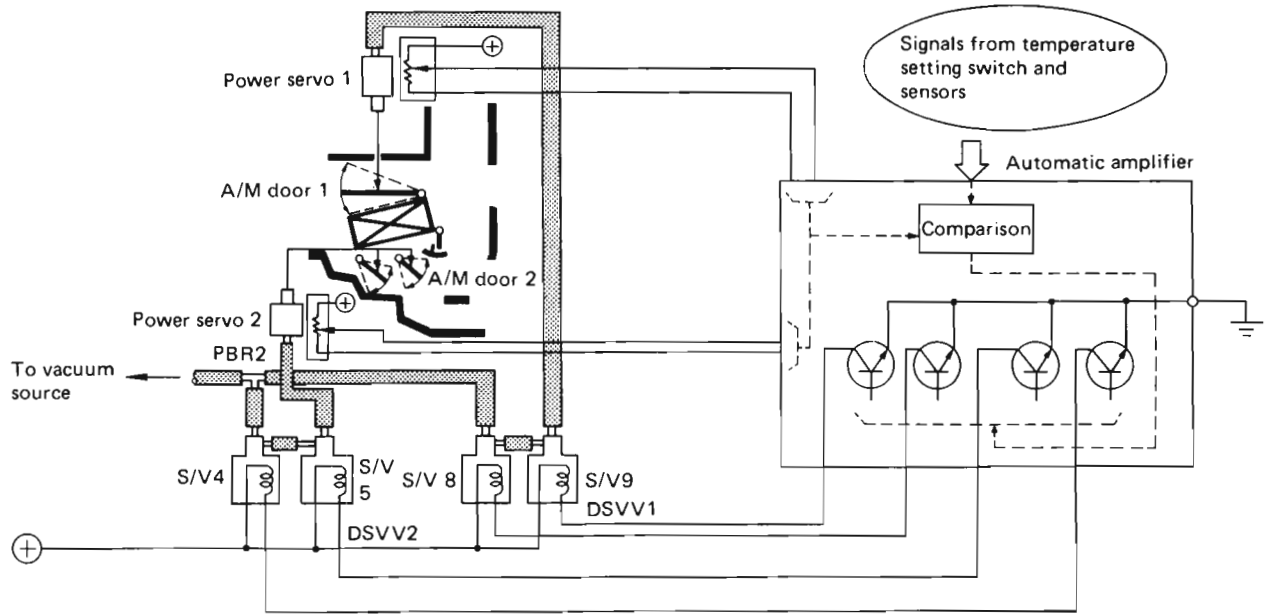 Power servo 1
Signals from temperature
setting switch and
sensors
Automatic amplifier
A/M door 1
Comparison
A/M door 2
Power servo 2
PBR2
To vacuum
source
S/V4
S/V
5
S/V 8
S/V9
DSVV1
DSVV2